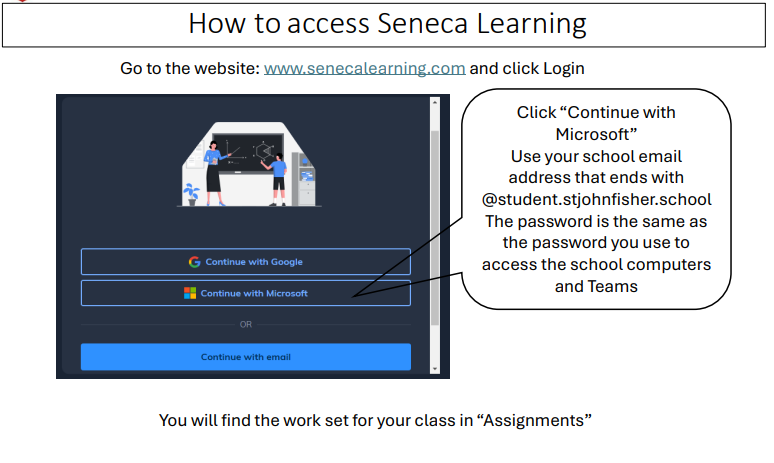 How to access Seneca Learning
Go to the website: www.senecalearning.com and click Login
Click “Continue with
Microsoft”
Use your school email
address that ends with
@student.stjohnfisher.school
The password is the same as
the password you use to
access the school computers
and Teams
Continue with Google
Continue with Microsoft
OR
Continue with email
You will find the work set for your class in “Assignments”